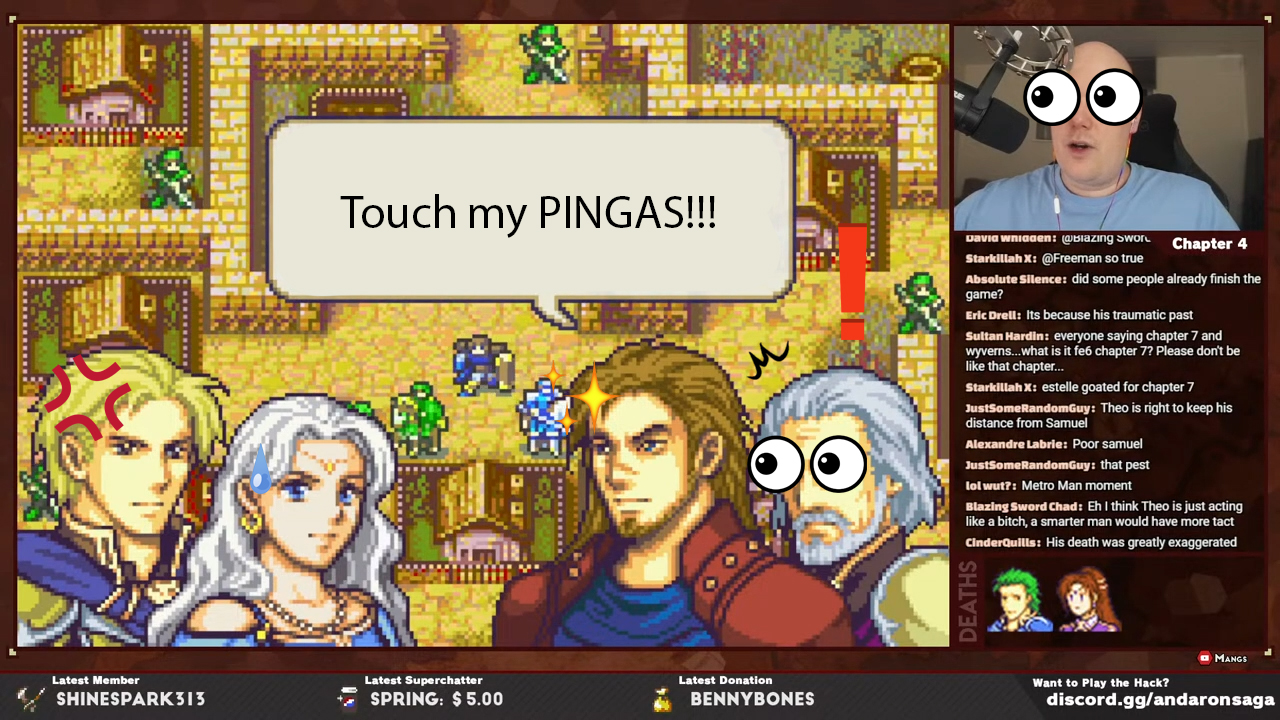 Touch my PINGAS!!!
David Whidden: @Blazing Sword
Chapter 4
Starkillah X: @Freeman so true
Absolute Silence: did some people already finish the
game?
Eric Drell: Its because his traumatic past
Sultan Hardin: everyone saying chapter 7 and
wyverns...what is it fe6 chapter 7? Please don't be
like that chapter...
Starkillah X: estelle goated for chapter 7
JustSomeRandomGuy: Theo is right to keep his
distance from Samuel
Alexandre Labrie: Poor samuel
JustSomeRandomGuy: that pest
lol wut?: Metro Man moment
Blazing Sword Chad: Eh I think Theo is just acting
like a bitch, a smarter man would have more tact
CinderQuills: His death was greatly exaggerated
DEATHS
MANGS
Latest Member
SHINESPARK313
Latest Superchatter
SPRING: $5.00
Latest Donation
BENNYBONES
Want to Play the Hack?
discord.gg/andaronsaga